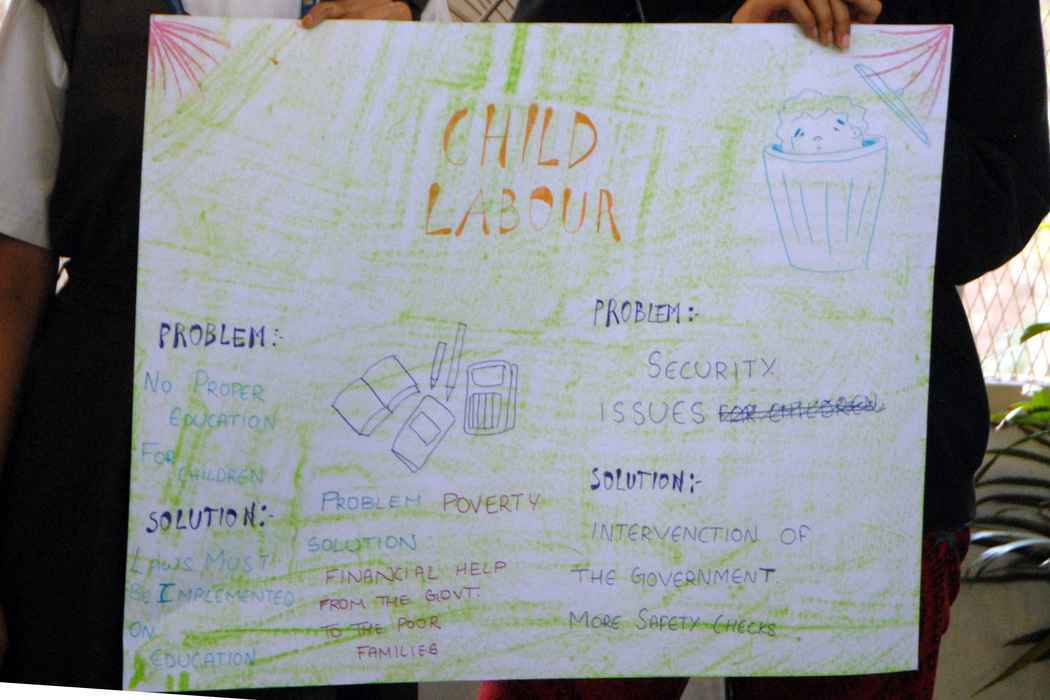 CHILD
LABOUR
PROBLEM:-
NO PROPER
EDUCATION
FOR
CHILDREN
SOLUTION:-
LAWS MUST
BE IMPLEMENTED
ON
EDUCATION
PROBLEM POVERTY
SOLUTION
FINANCIAL HELP
FROM THE GOVT.
TO THE POOR
FAMILIES
PROBLEM:-
SECURITY
ISSUES FOR CHILDREN
SOLUTION:-
INTERVENCTION OF
THE GOVERNMENT
MORE SAFETY CHECKS